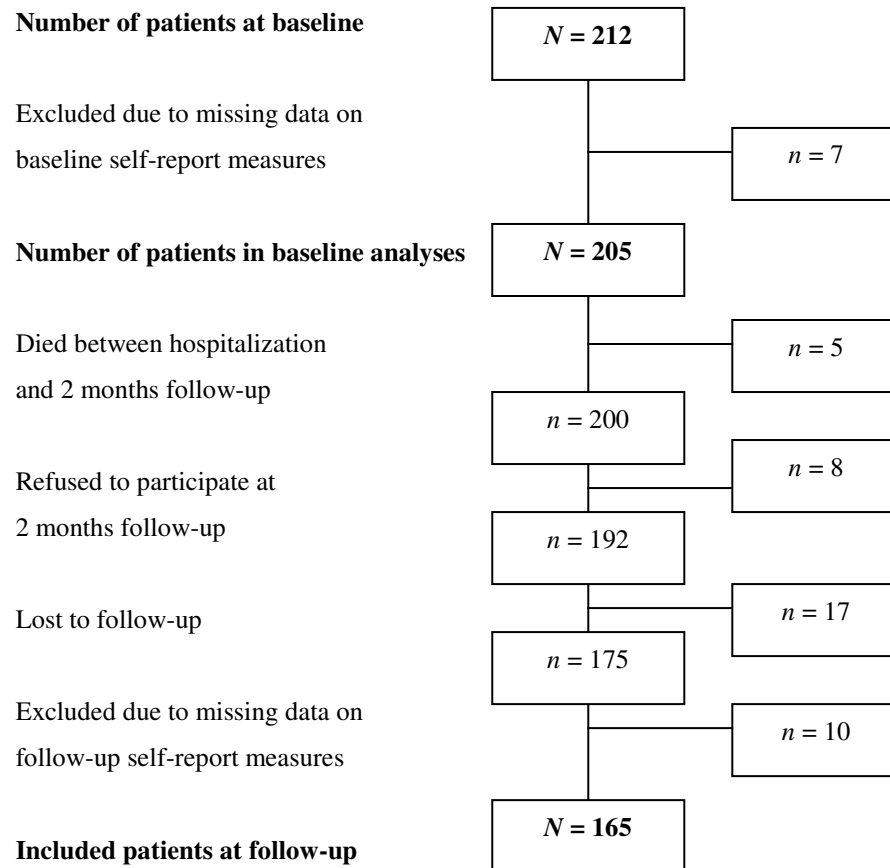 Number of patients at baseline
N = 212
Excluded due to missing data on
baseline self-report measures
n = 7
Number of patients in baseline analyses
N = 205
Died between hospitalization
and 2 months follow-up
n = 5
n = 200
Refused to participate at
2 months follow-up
n = 8
n = 192
Lost to follow-up
n = 17
n = 175
Excluded due to missing data on
follow-up self-report measures
n = 10
Included patients at follow-up
N = 165